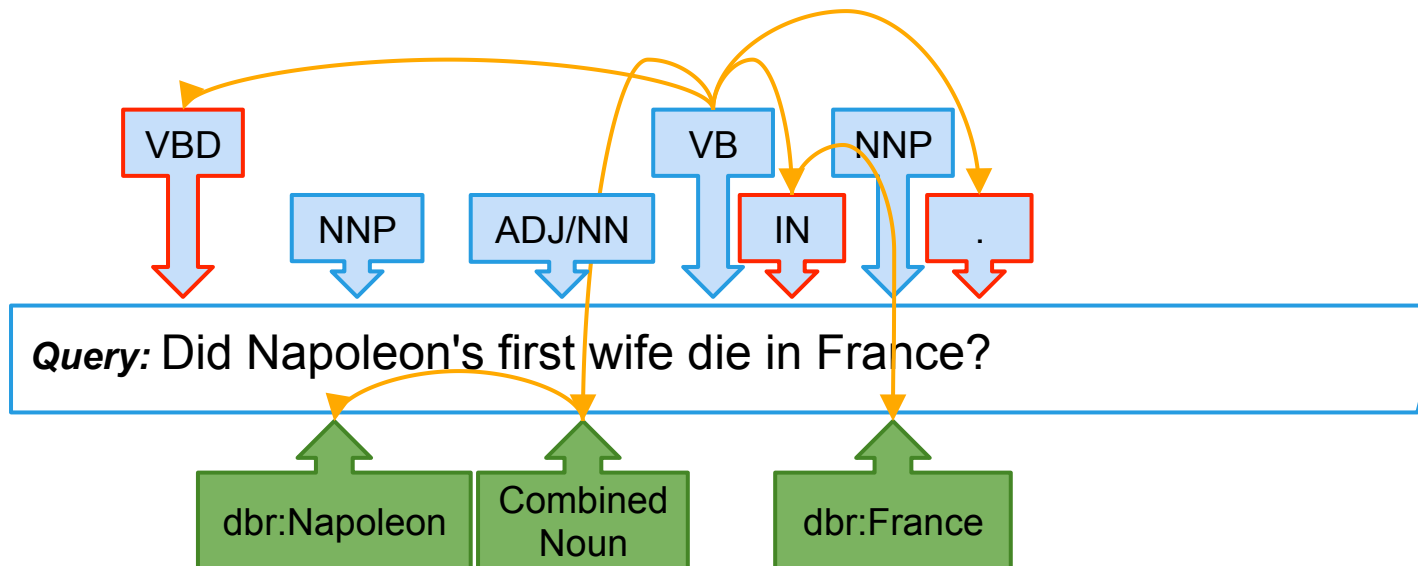 VBD
VB
NNP
NNP
ADJ/NN
IN
.
Query: Did Napoleon's first wife die in France?
dbr:Napoleon
Combined
Noun
dbr:France